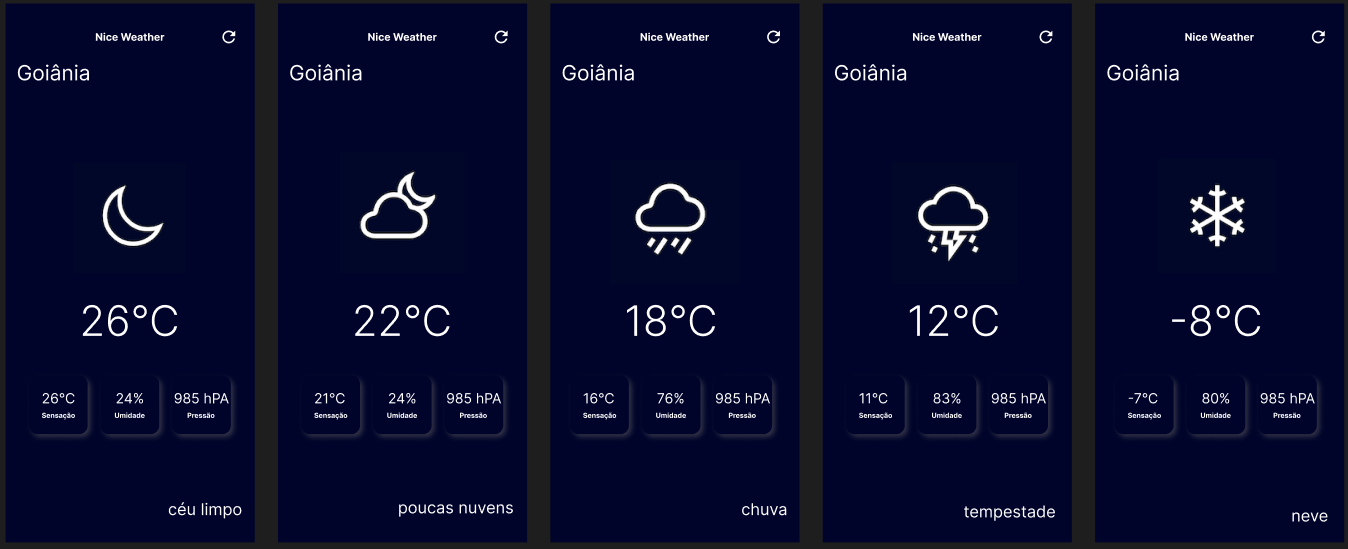 Nice Weather
Goiânia
26°C
26°C 24% 985 hPA
Sensação Umidade Pressão
céu limpo
Nice Weather
Goiânia
22°C
21°C 24% 985 hPA
Sensação Umidade Pressão
poucas nuvens
Nice Weather
Goiânia
18°C
16°C 76% 985 hPA
Sensação Umidade Pressão
chuva
Nice Weather
Goiânia
12°C
11°C 83% 985 hPA
Sensação Umidade Pressão
tempestade
Nice Weather
Goiânia
-8°C
-7°C 80% 985 hPA
Sensação Umidade Pressão
neve